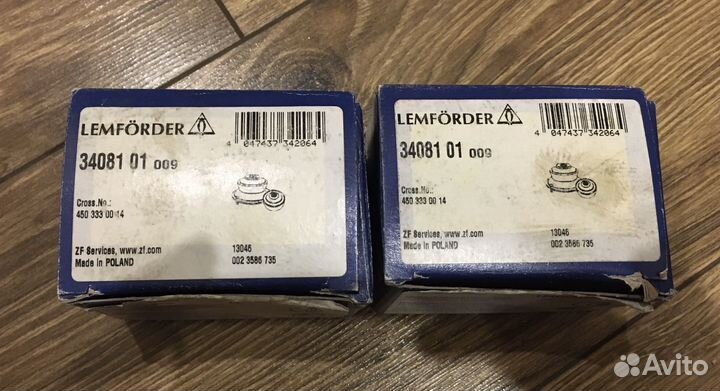 LEMFÖRDER
4 047437 342064
34081 01 009
Cross.No.:
450 333 00 14
ZF Services, www.zf.com
Made in POLAND
13046
002 3586 735
LEMFÖRDER
4 047437 342064
34081 01 009
Cross.No.:
450 333 00 14
ZF Services, www.zf.com
Made in POLAND
13046
002 3586 735
Avito